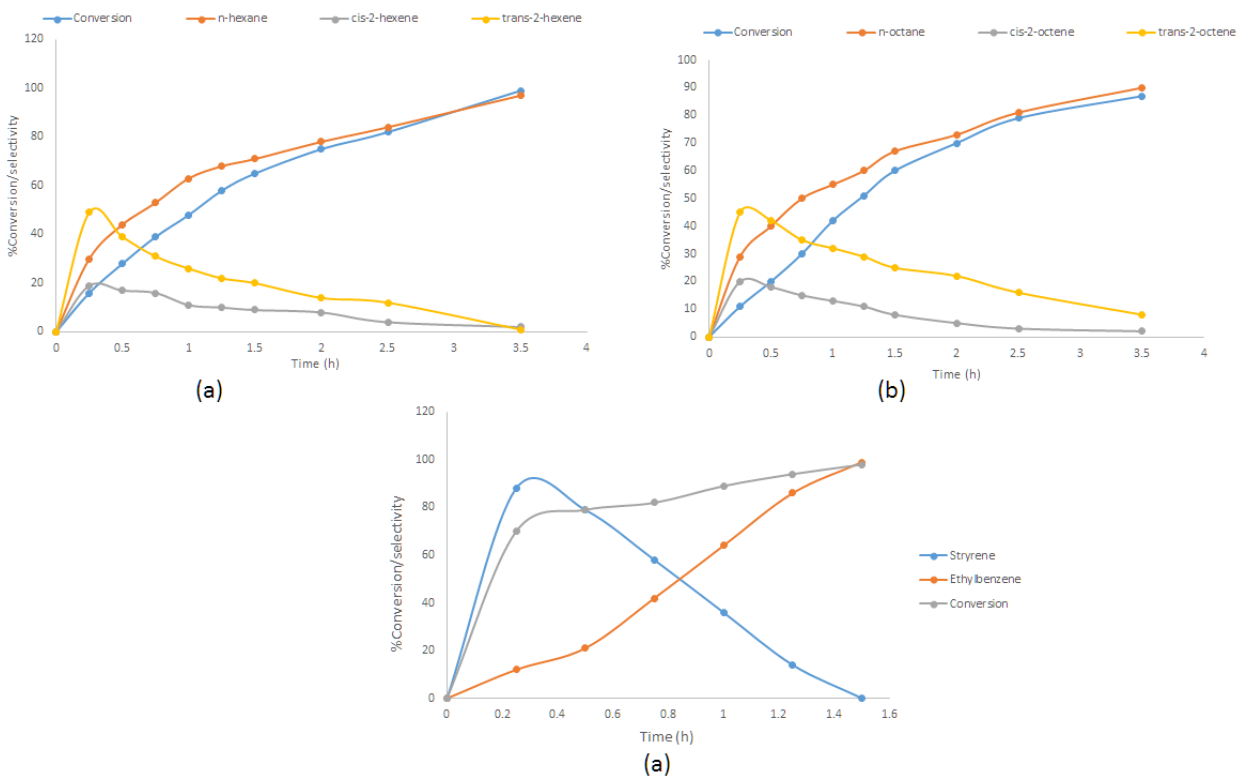 Conversion n-hexane cis-2-hexene trans-2-hexene
120
100
80
60
40
20
0
%Conversion/selectivity
0 0.5 1 1.5 2 2.5 3 3.5 4
Time (h)
(a)
Conversion n-octane cis-2-octene trans-2-octene
100
90
80
70
60
50
40
30
20
10
0
%Conversion/selectivity
0 0.5 1 1.5 2 2.5 3 3.5 4
Time (h)
(b)
120
100
80
60
40
20
0
%Conversion/selectivity
0 0.2 0.4 0.6 0.8 1 1.2 1.4 1.6
Time (h)
Stryrene
Ethylbenzene
Conversion
(a)